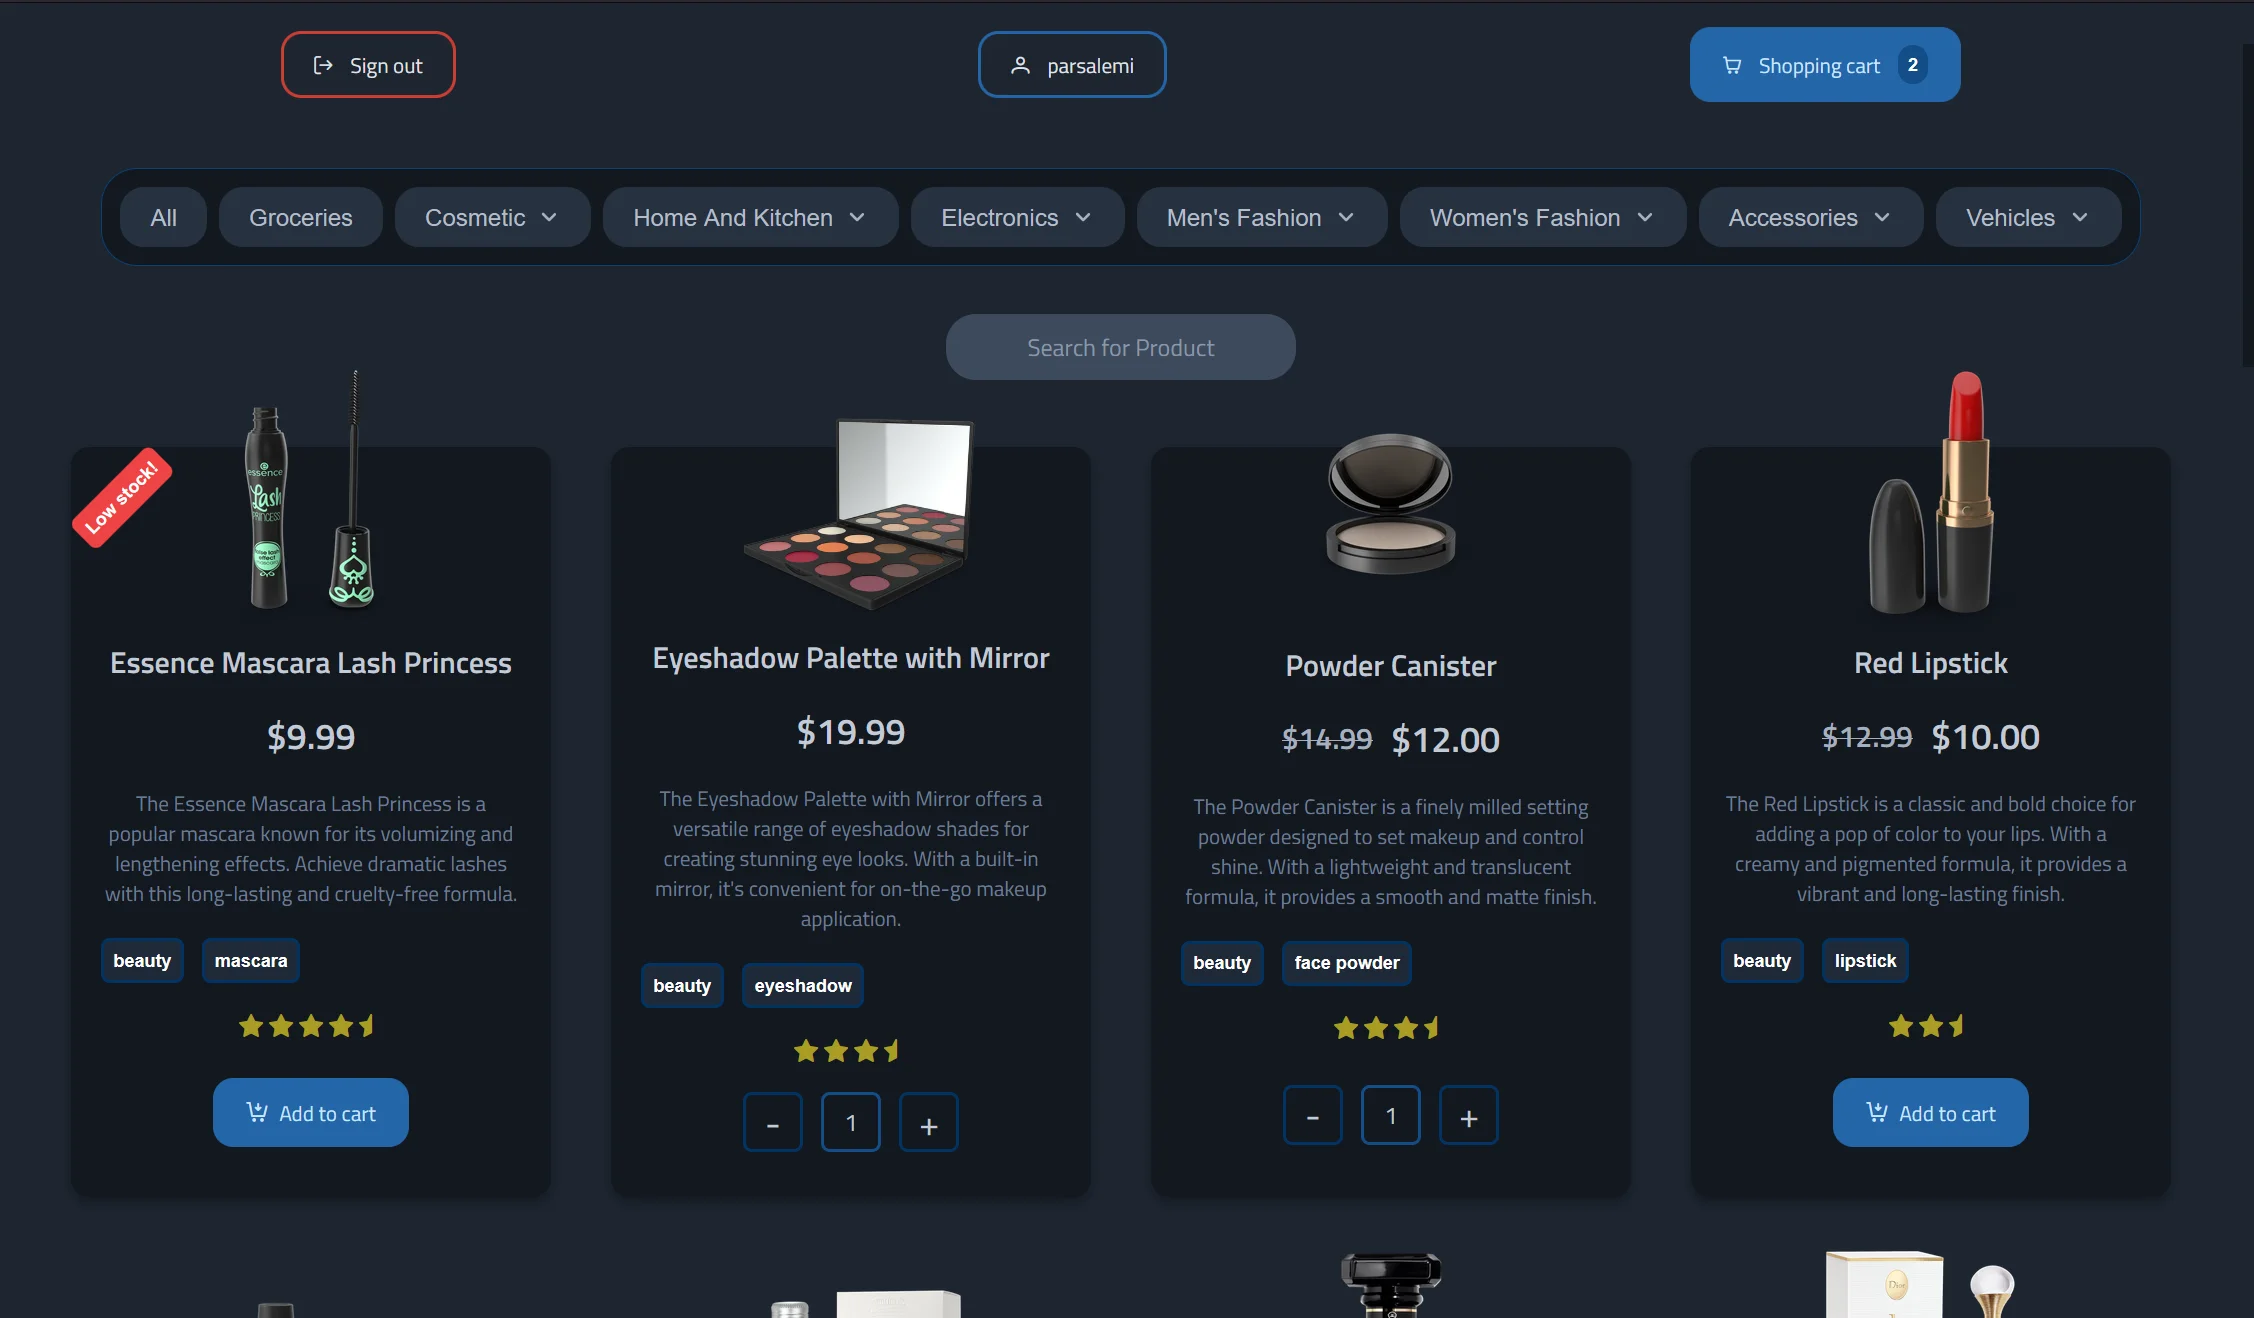 Sign out
parsalemi
Shopping cart 2
All
Groceries
Cosmetic
Home And Kitchen
Electronics
Men's Fashion
Women's Fashion
Accessories
Vehicles
Search for Product
Low stock!
essence
Lash
PRINCESS
Essence Mascara Lash Princess
$9.99
The Essence Mascara Lash Princess is a
popular mascara known for its volumizing and
lengthening effects. Achieve dramatic lashes
with this long-lasting and cruelty-free formula.
beauty
mascara
Add to cart
Eyeshadow Palette with Mirror
$19.99
The Eyeshadow Palette with Mirror offers a
versatile range of eyeshadow shades for
creating stunning eye looks. With a built-in
mirror, it's convenient for on-the-go makeup
application.
beauty
eyeshadow
- 1 +
Powder Canister
$14.99 $12.00
The Powder Canister is a finely milled setting
powder designed to set makeup and control
shine. With a lightweight and translucent
formula, it provides a smooth and matte finish.
beauty
face powder
- 1 +
Red Lipstick
$12.99 $10.00
The Red Lipstick is a classic and bold choice for
adding a pop of color to your lips. With a
creamy and pigmented formula, it provides a
vibrant and long-lasting finish.
beauty
lipstick
Add to cart
Dior